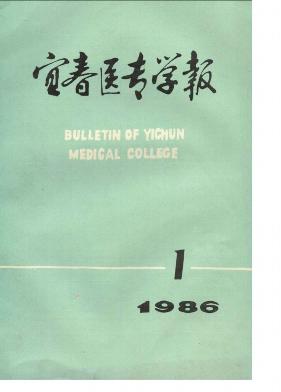 宜春医专学报
BULLETIN OF YICHUN
MEDICAL COLLEGE
1
1986